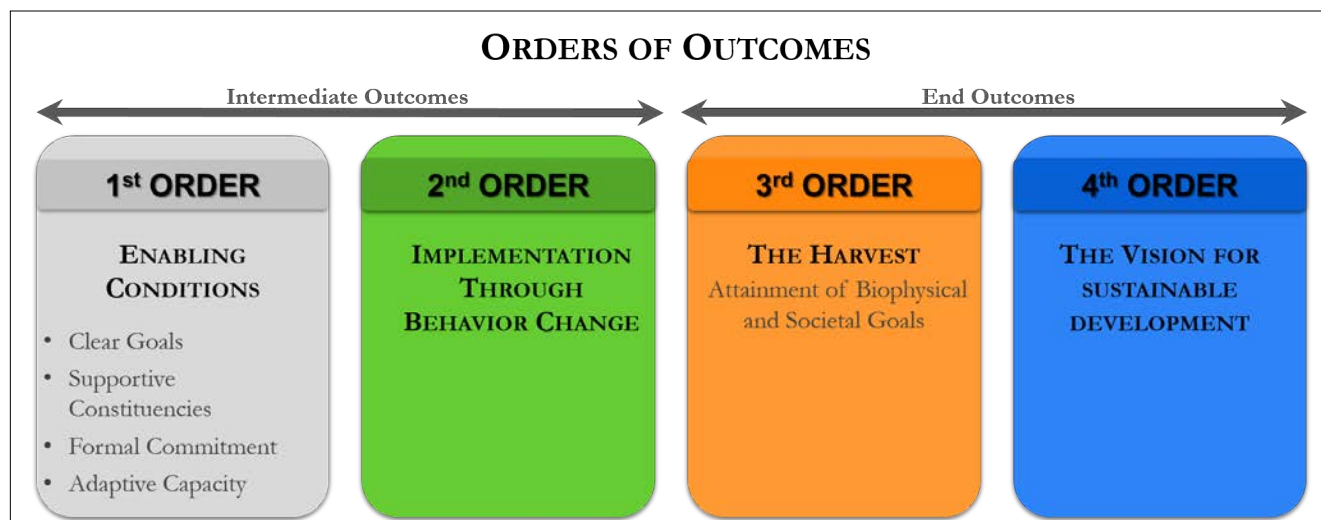 ORDERS OF OUTCOMES
Intermediate Outcomes
End Outcomes
1st ORDER
ENABLING
CONDITIONS
• Clear Goals
• Supportive
Constituencies
• Formal Commitment
• Adaptive Capacity
2nd ORDER
IMPLEMENTATION
THROUGH
BEHAVIOR CHANGE
3rd ORDER
THE HARVEST
Attainment of Biophysical
and Societal Goals
4th ORDER
THE VISION FOR
SUSTAINABLE
DEVELOPMENT